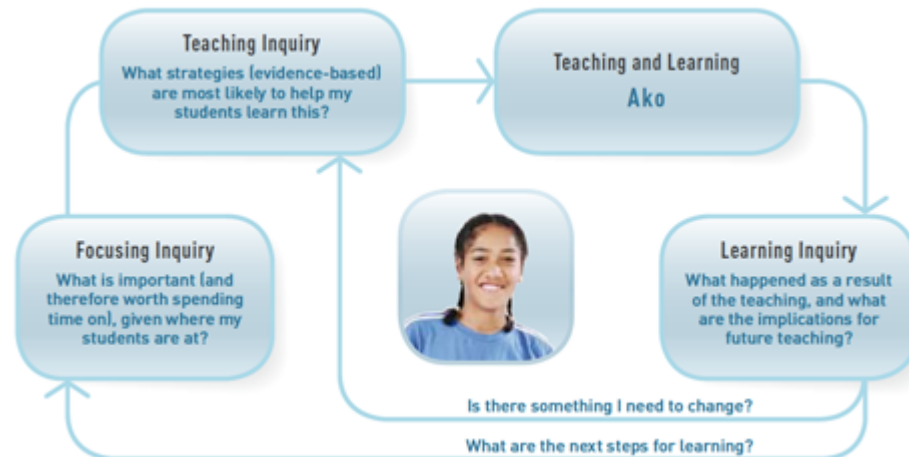 Teaching Inquiry
What strategies (evidence-based)
are most likely to help my
students learn this?
Teaching and Learning
Ako
Focusing Inquiry
What is important (and
therefore worth spending
time on), given where my
students are at?
Learning Inquiry
What happened as a result
of the teaching, and what
are the implications for
future teaching?
Is there something I need to change?
What are the next steps for learning?